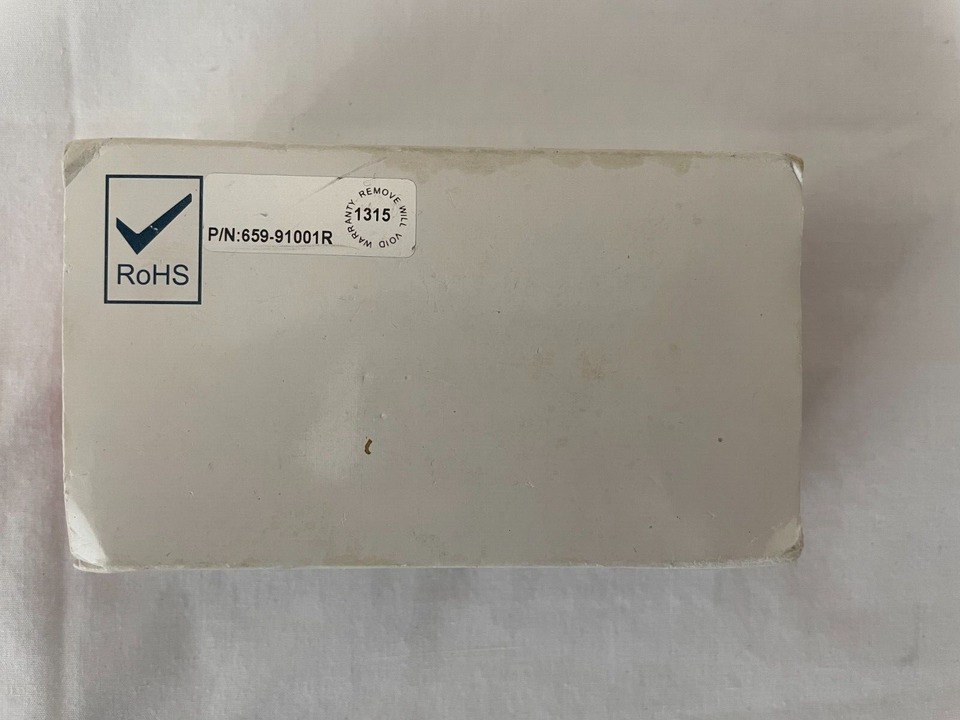 RoHS
P/N:659-91001R
WARRANTY REMOVE WILL VOID
1315